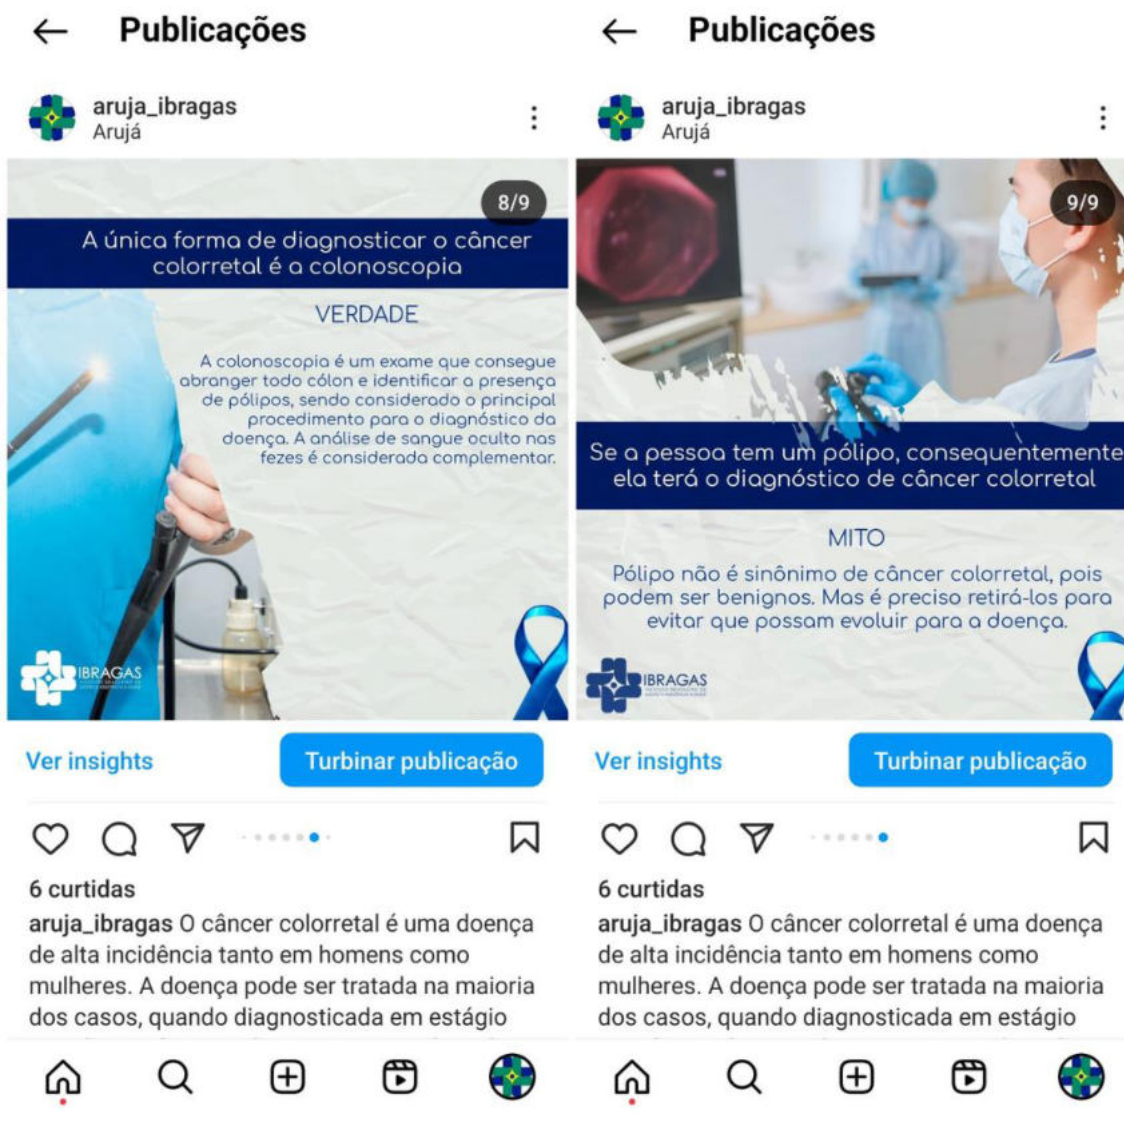 Publicações
aruja_ibragas
Arujá
8/9
A única forma de diagnosticar o câncer
colorretal é a colonoscopia
VERDADE
A colonoscopia é um exame que consegue
abranger todo cólon e identificar a presença
de pólipos, sendo considerado o principal
procedimento para o diagnóstico da
doença. A análise de sangue oculto nas
fezes é considerada complementar.
IBRAGAS
Ver insights
Turbinar publicação
6 curtidas
aruja_ibragas O câncer colorretal é uma doença
de alta incidência tanto em homens como
mulheres. A doença pode ser tratada na maioria
dos casos, quando diagnosticada em estágio
Publicações
aruja_ibragas
Arujá
9/9
Se a pessoa tem um pólipo, consequentemente
ela terá o diagnóstico de câncer colorretal
MITO
Pólipo não é sinônimo de câncer colorretal, pois
podem ser benignos. Mas é preciso retirá-los para
evitar que possam evoluir para a doença.
IBRAGAS
Ver insights
Turbinar publicação
6 curtidas
aruja_ibragas O câncer colorretal é uma doença
de alta incidência tanto em homens como
mulheres. A doença pode ser tratada na maioria
dos casos, quando diagnosticada em estágio